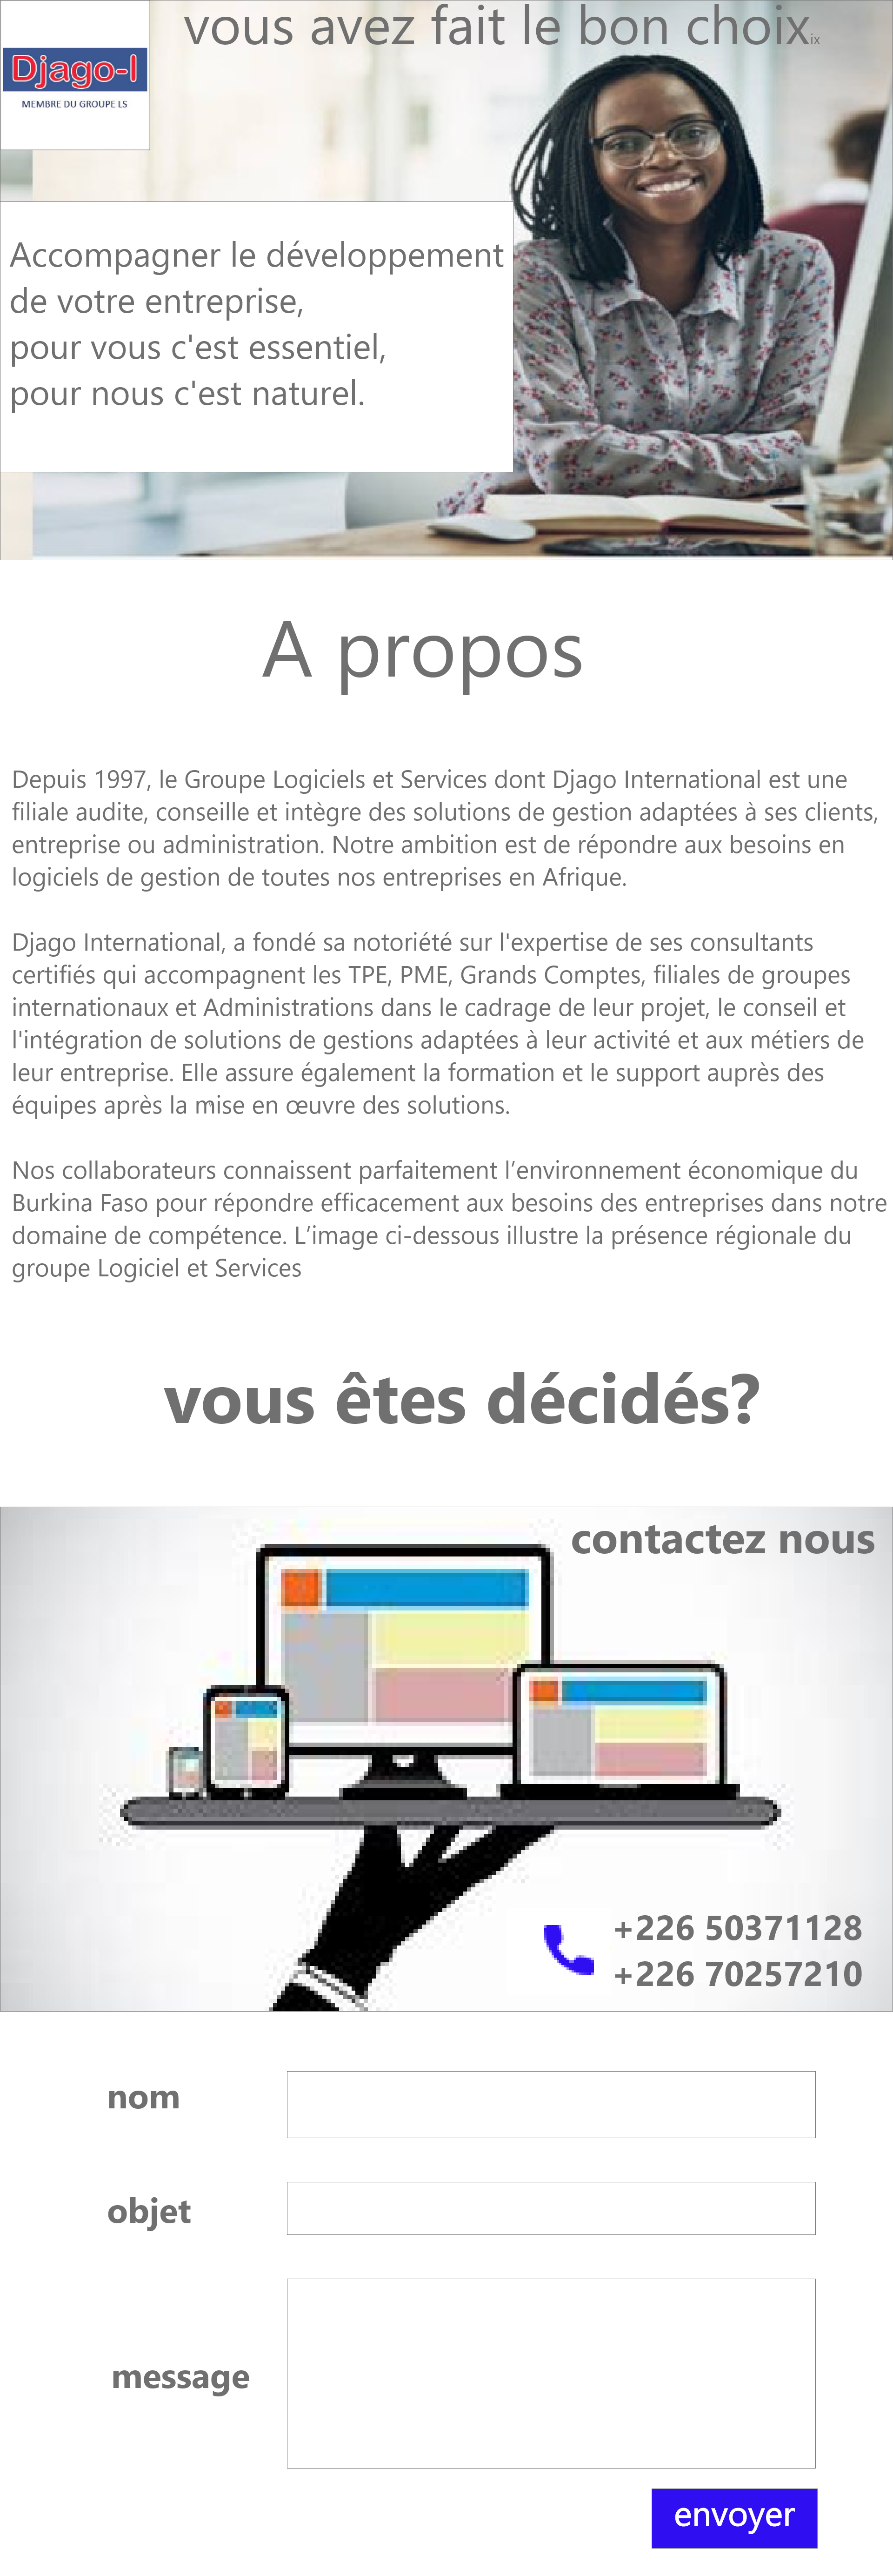 vous avez fait le bon choixix
Djago-I
MEMBRE DU GROUPE LS
Accompagner le développement
de votre entreprise,
pour vous c'est essentiel,
pour nous c'est naturel.
A propos
Depuis 1997, le Groupe Logiciels et Services dont Djago International est une
filiale audite, conseille et intègre des solutions de gestion adaptées à ses clients,
entreprise ou administration. Notre ambition est de répondre aux besoins en
logiciels de gestion de toutes nos entreprises en Afrique.
Djago International, a fondé sa notoriété sur l'expertise de ses consultants
certifiés qui accompagnent les TPE, PME, Grands Comptes, filiales de groupes
internationaux et Administrations dans le cadrage de leur projet, le conseil et
l'intégration de solutions de gestions adaptées à leur activité et aux métiers de
leur entreprise. Elle assure également la formation et le support auprès des
équipes après la mise en œuvre des solutions.
Nos collaborateurs connaissent parfaitement l’environnement économique du
Burkina Faso pour répondre efficacement aux besoins des entreprises dans notre
domaine de compétence. L’image ci-dessous illustre la présence régionale du
groupe Logiciel et Services
vous êtes décidés?
contactez nous
+226 50371128
+226 70257210
nom
objet
message
envoyer